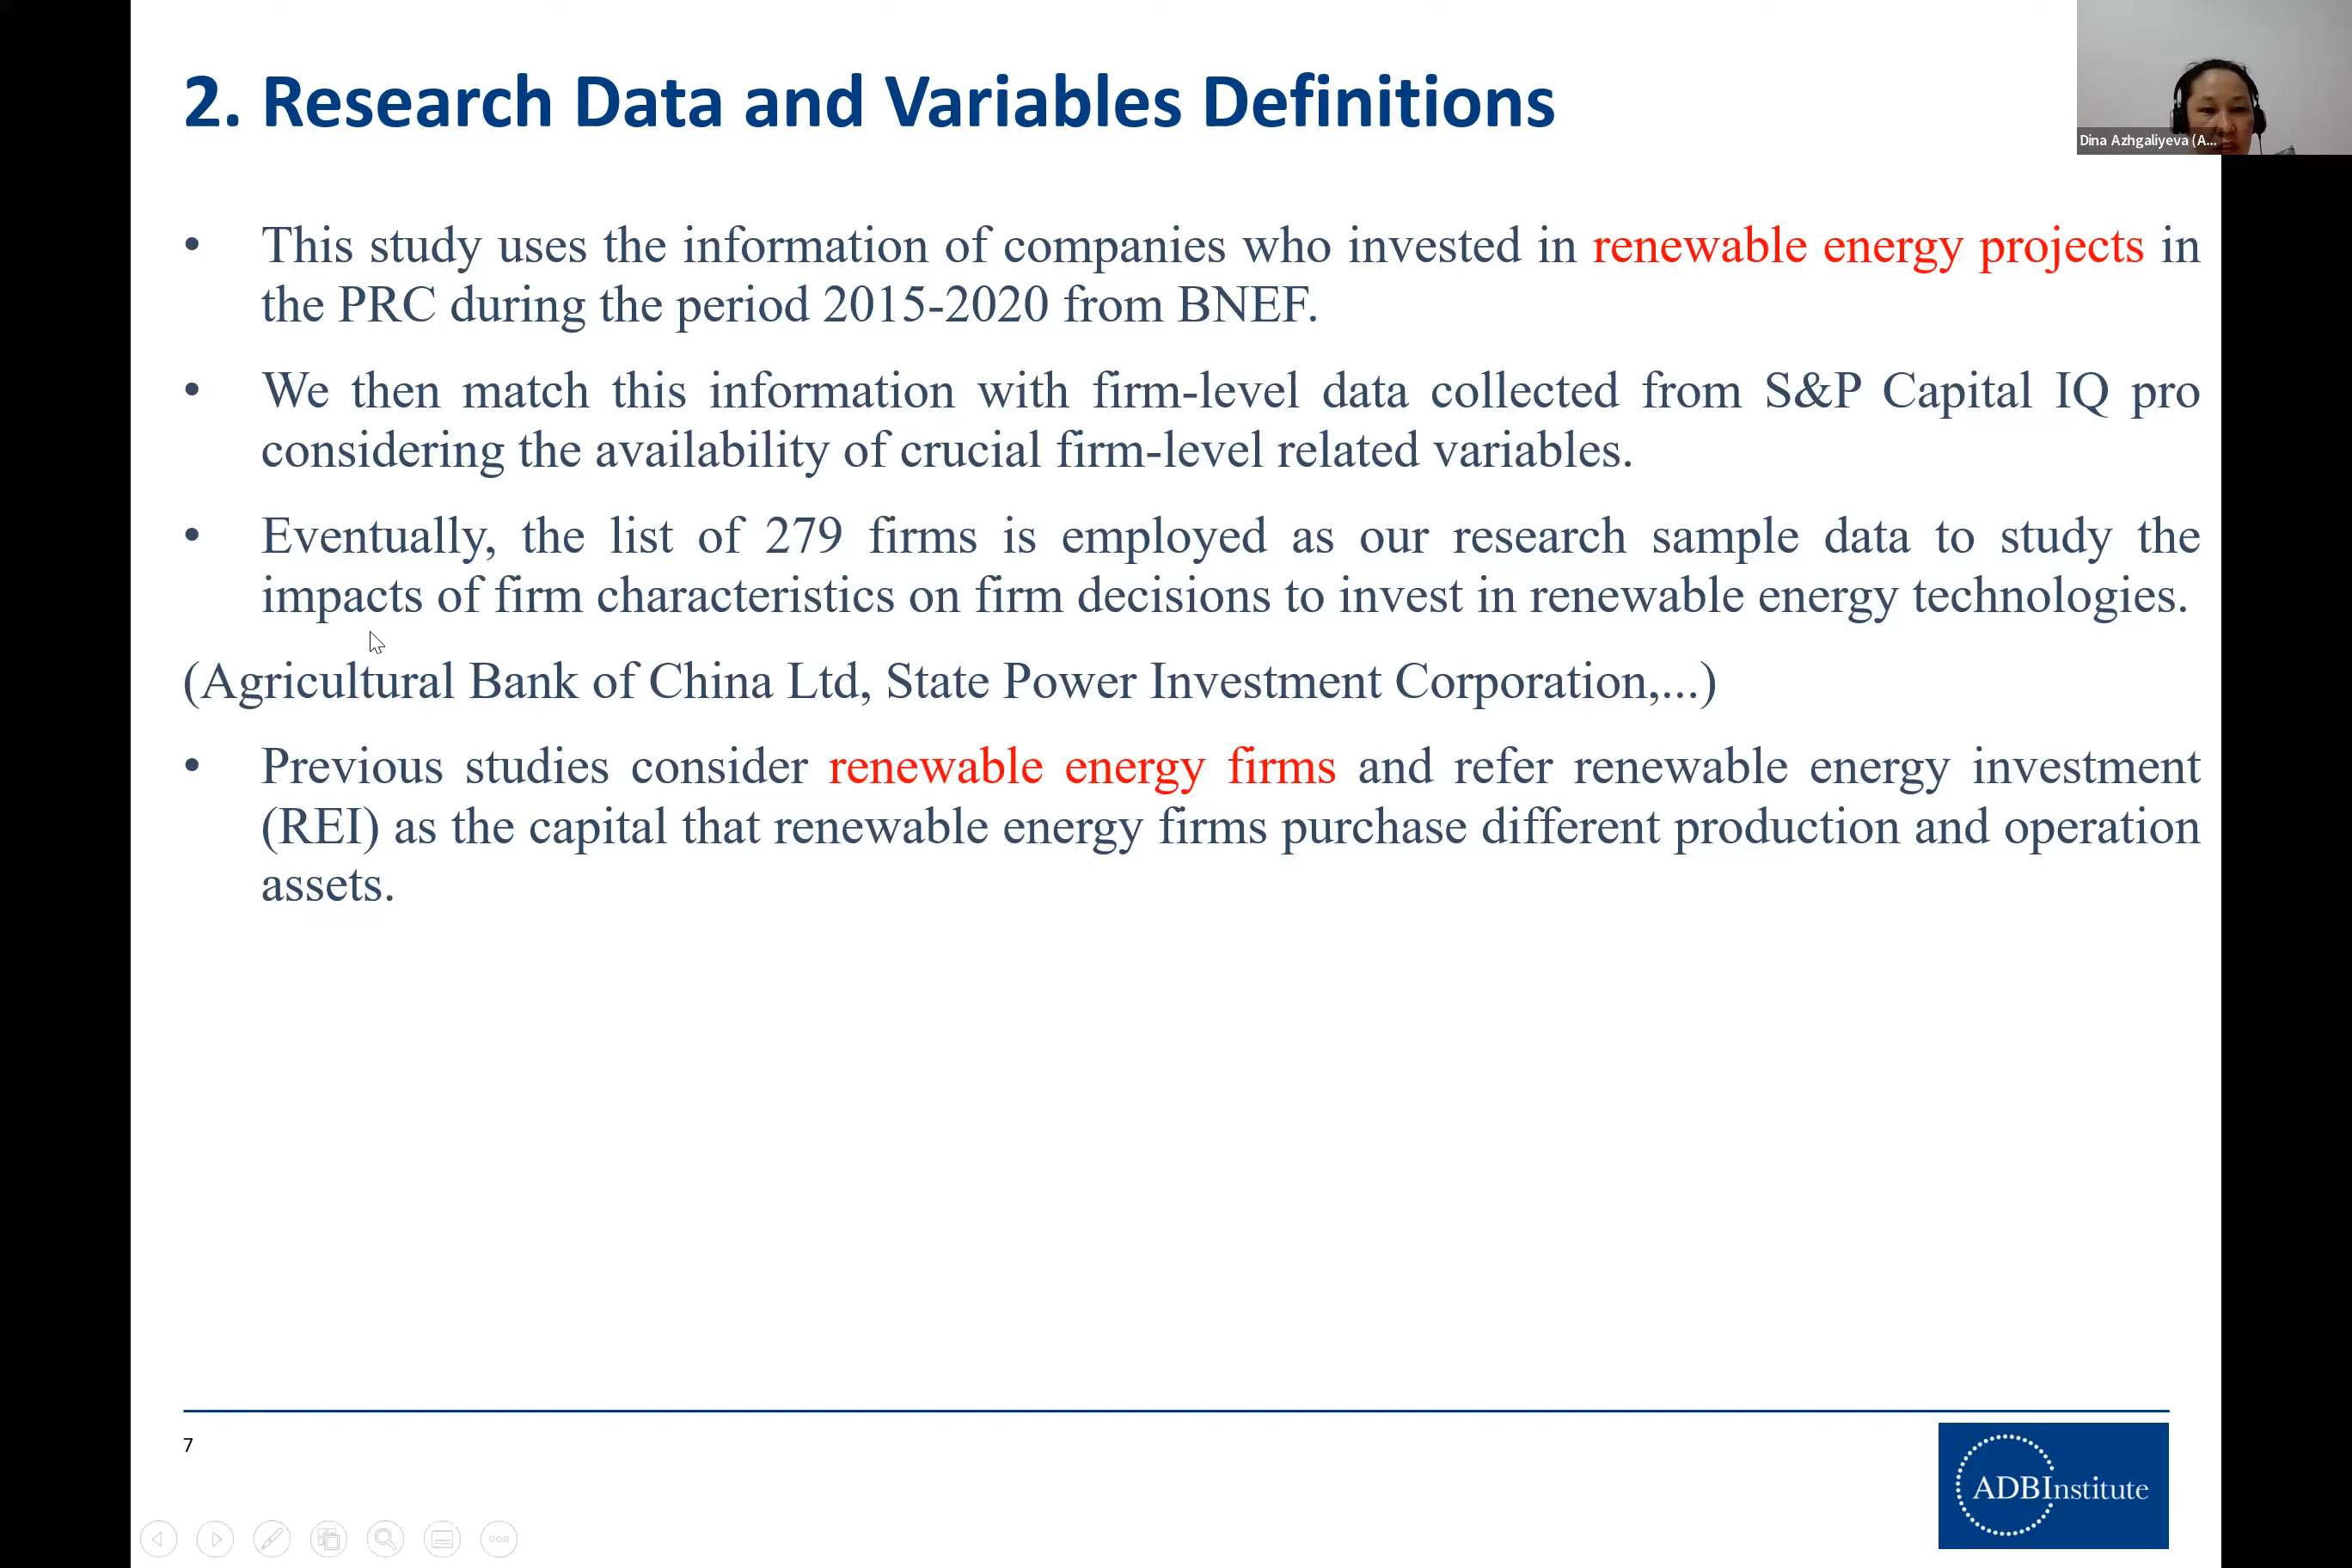 2. Research Data and Variables Definitions
Dina Azhgaliyeva (A...
• This study uses the information of companies who invested in renewable energy projects in
the PRC during the period 2015-2020 from BNEF.
• We then match this information with firm-level data collected from S&P Capital IQ pro
considering the availability of crucial firm-level related variables.
• Eventually, the list of 279 firms is employed as our research sample data to study the
impacts of firm characteristics on firm decisions to invest in renewable energy technologies.
(Agricultural Bank of China Ltd, State Power Investment Corporation,...)
• Previous studies consider renewable energy firms and refer renewable energy investment
(REI) as the capital that renewable energy firms purchase different production and operation
assets.
7
ADBInstitute